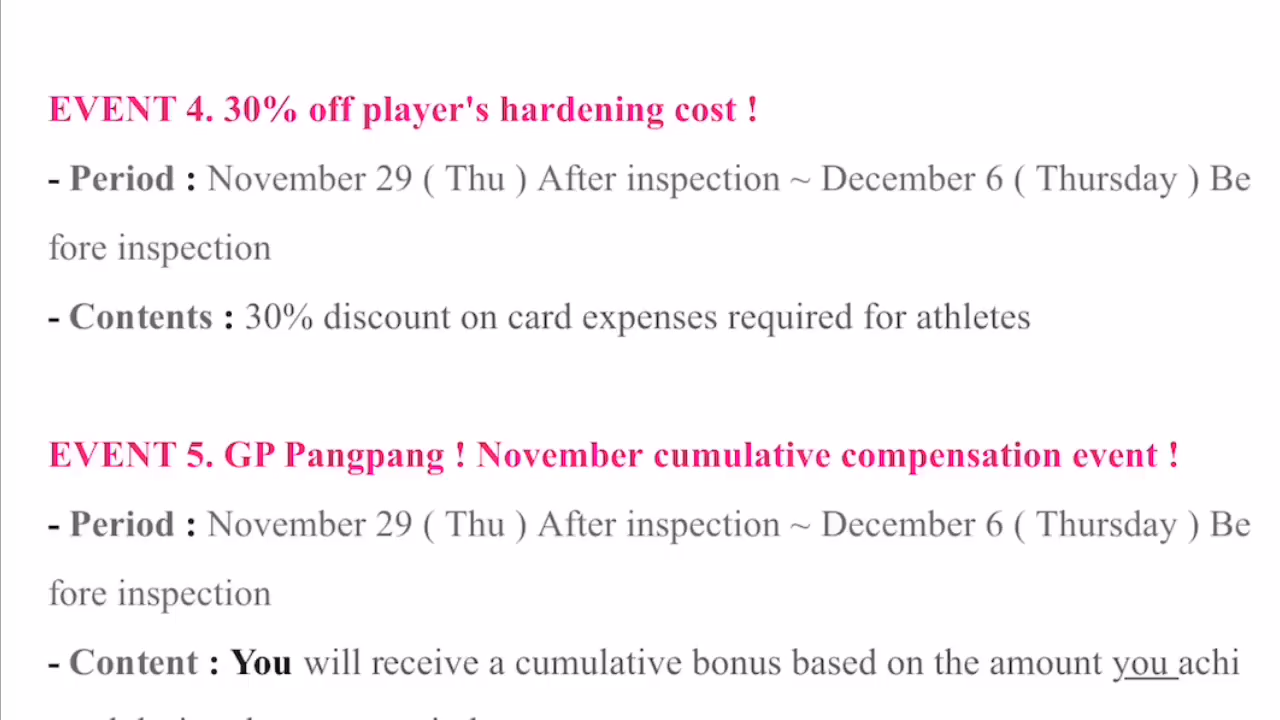 EVENT 4. 30% off player's hardening cost !
- Period : November 29 ( Thu ) After inspection ~ December 6 ( Thursday ) Be
fore inspection
- Contents : 30% discount on card expenses required for athletes
EVENT 5. GP Pangpang ! November cumulative compensation event !
- Period : November 29 ( Thu ) After inspection ~ December 6 ( Thursday ) Be
fore inspection
- Content : You will receive a cumulative bonus based on the amount you achi